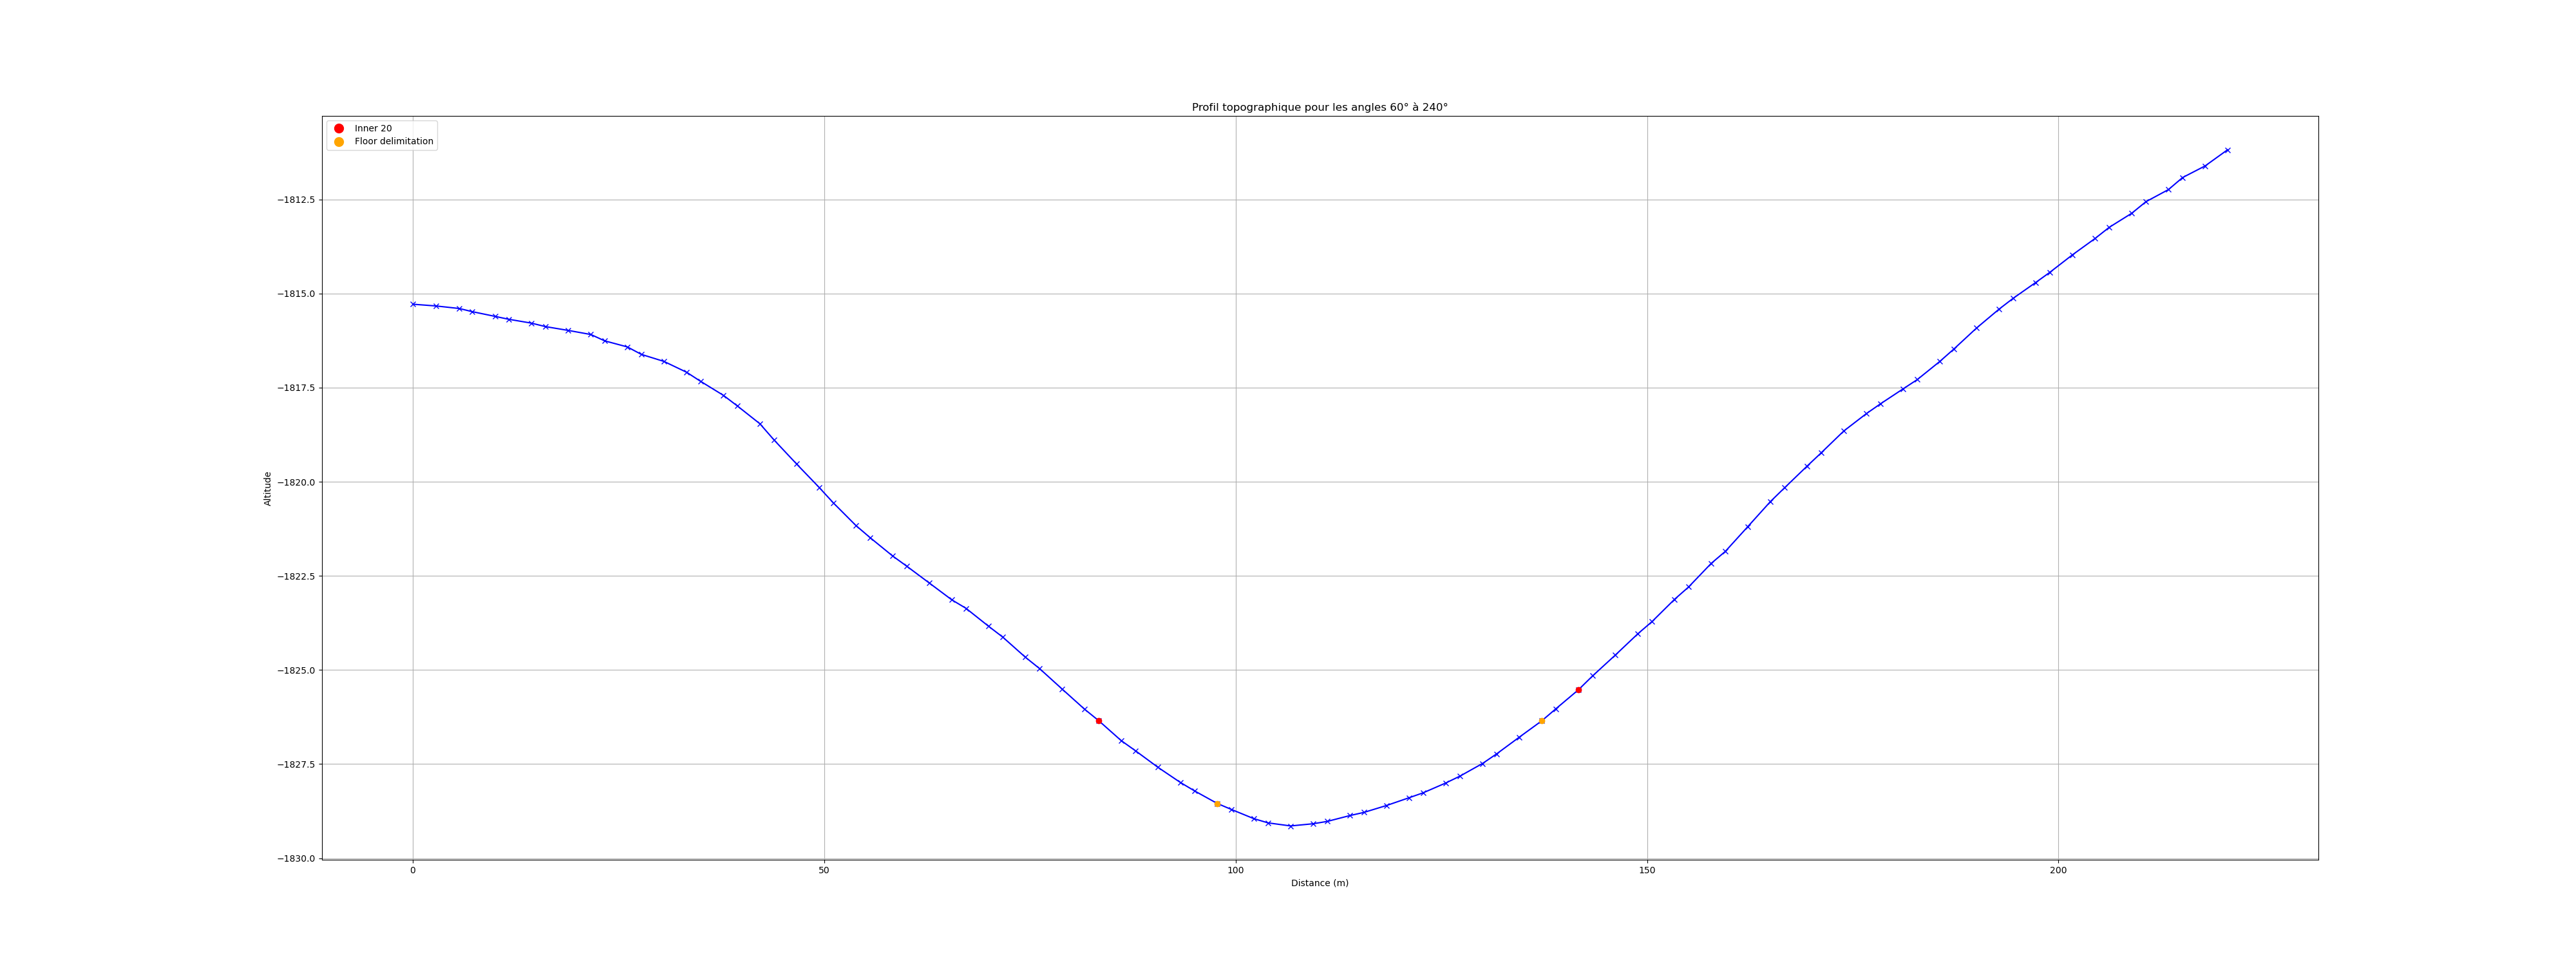 Profil topographique pour les angles 60° à 240°
Inner 20
Floor delimitation
Altitude
−1812.5
−1815.0
−1817.5
−1820.0
−1822.5
−1825.0
−1827.5
−1830.0
0
50
100
150
200
Distance (m)